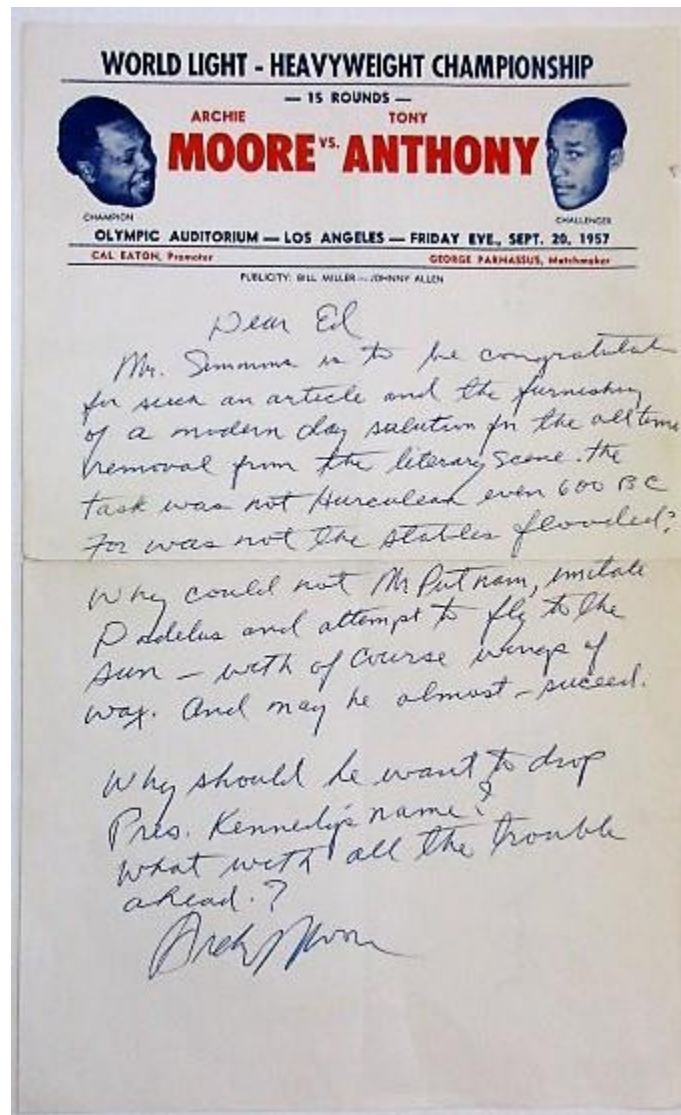 WORLD LIGHT - HEAVYWEIGHT CHAMPIONSHIP
— 15 ROUNDS —
ARCHIE TONY
MOORE VS. ANTHONY
CHAMPION CHALLENGER
OLYMPIC AUDITORIUM — LOS ANGELES — FRIDAY EVE., SEPT. 20, 1957
CAL EATON, Promoter GEORGE PARNASSUS, Matchmaker
PUBLICITY: BILL MILLER — JOHNNY ALLEN
Dear Ed
Mr. Simmons is to be congratulat
for such an article and the furnishing
of a modern day salution for the all time
removal from the literary scene. the
task was not Hurculean even 600 BC
For was not the stables flooded?
Why could not Mr Putnam, imitate
Dadelus and attempt to fly to the
sun — with of course wings of
wax. And may he almost - suceed.
Why should he want to drop
Pres. Kennedy's name?
what with all the trouble
ahead.?
Archie Moore